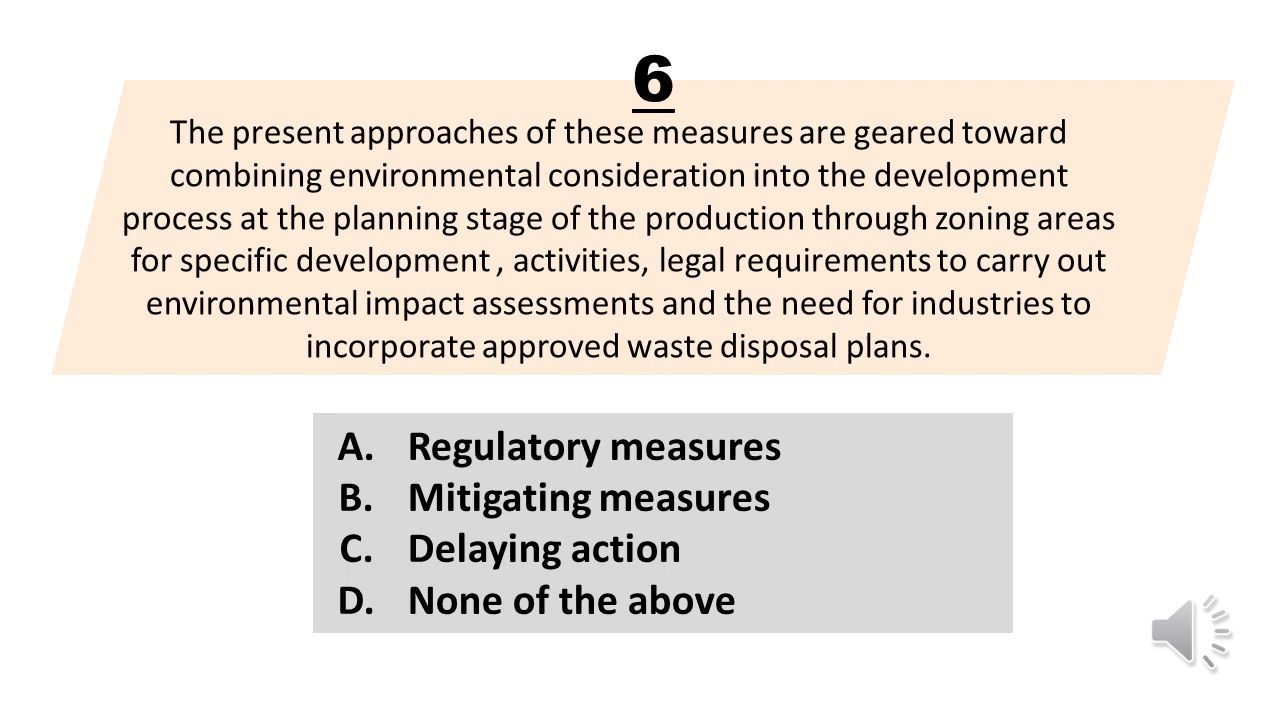 6
The present approaches of these measures are geared toward
combining environmental consideration into the development
process at the planning stage of the production through zoning areas
for specific development , activities, legal requirements to carry out
environmental impact assessments and the need for industries to
incorporate approved waste disposal plans.
A. Regulatory measures
B. Mitigating measures
C. Delaying action
D. None of the above